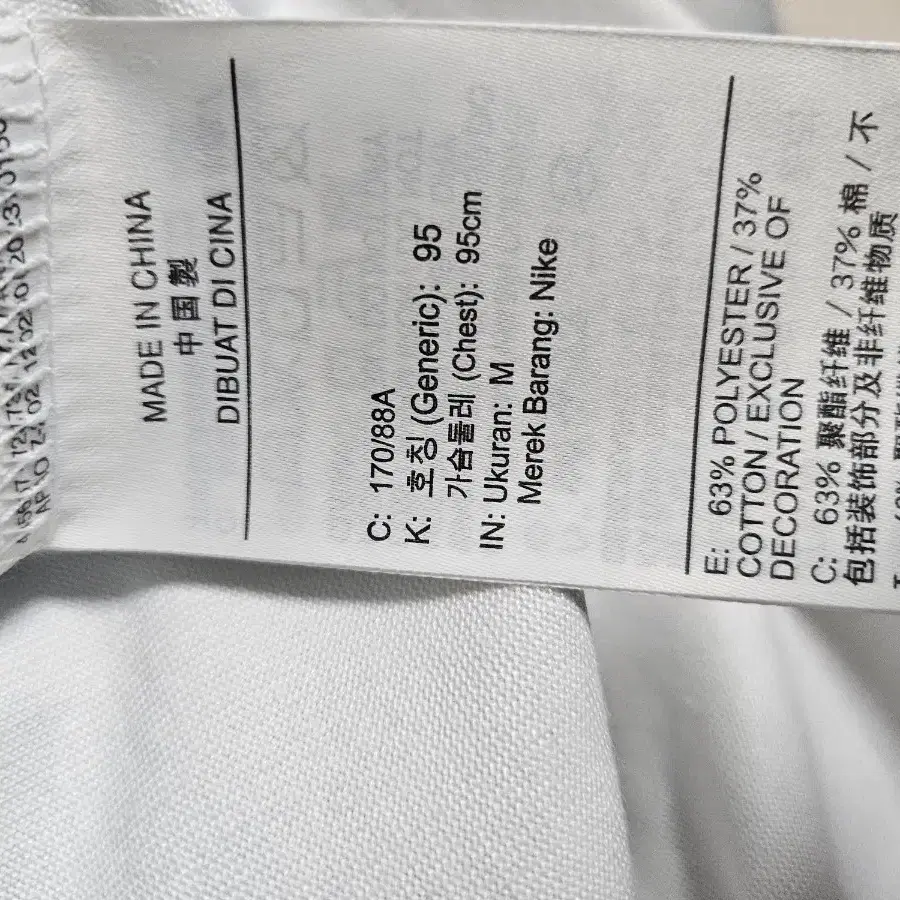 MADE IN CHINA
中国製
DIBUAT DI CINA
C: 170/88A
K: 호칭 (Generic): 95
가슴둘레 (Chest): 95cm
IN: Ukuran: M
Merek Barang: Nike
E: 63% POLYESTER / 37%
COTTON / EXCLUSIVE OF
DECORATION
C: 63% 聚酯纤维 / 37% 棉 / 不
包括装饰部分及非纤维物质